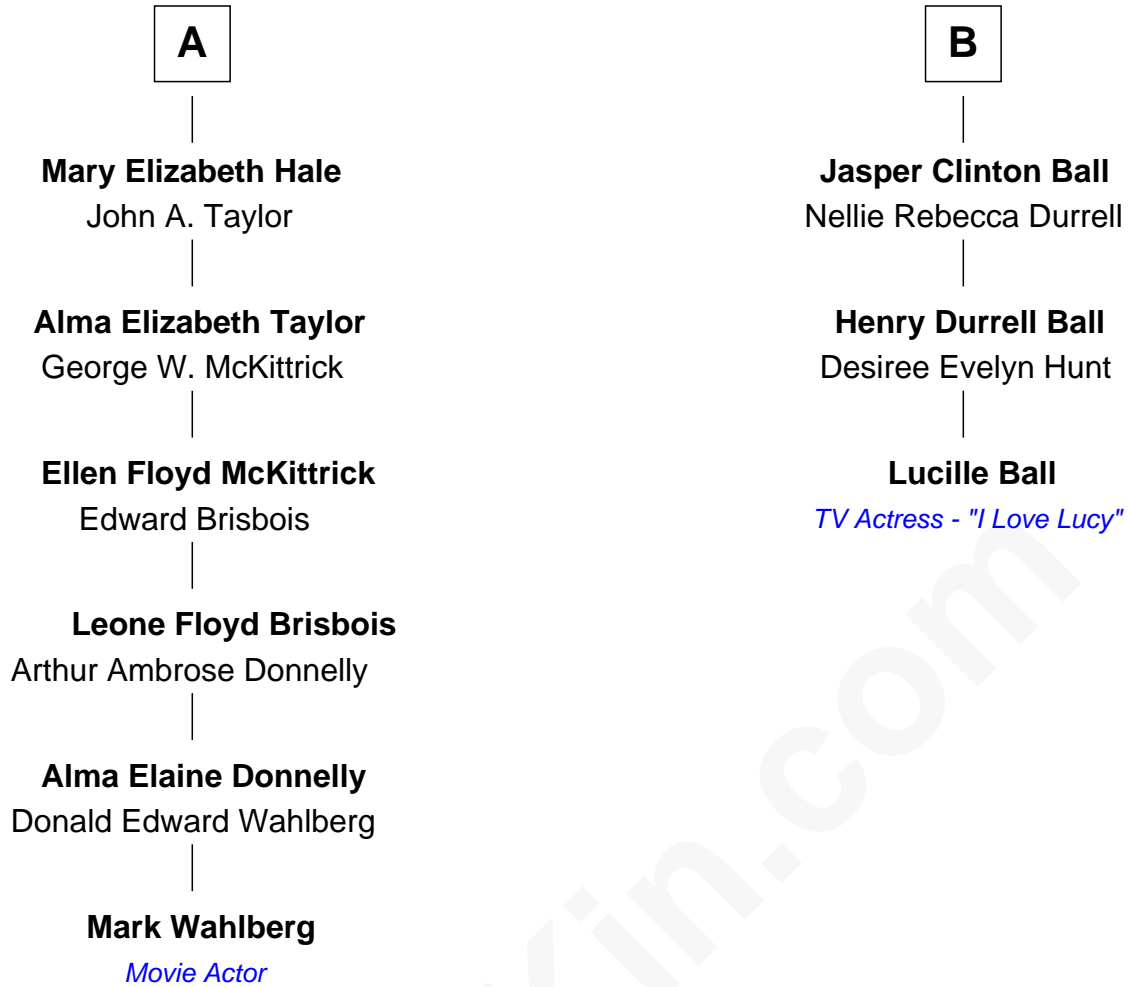 A
Mary Elizabeth Hale
John A. Taylor
Alma Elizabeth Taylor
George W. McKittrick
Ellen Floyd McKittrick
Edward Brisbois
Leone Floyd Brisbois
Arthur Ambrose Donnelly
Alma Elaine Donnelly
Donald Edward Wahlberg
Mark Wahlberg
Movie Actor
B
Jasper Clinton Ball
Nellie Rebecca Durrell
Henry Durrell Ball
Desiree Evelyn Hunt
Lucille Ball
TV Actress - "I Love Lucy"
Kin.com